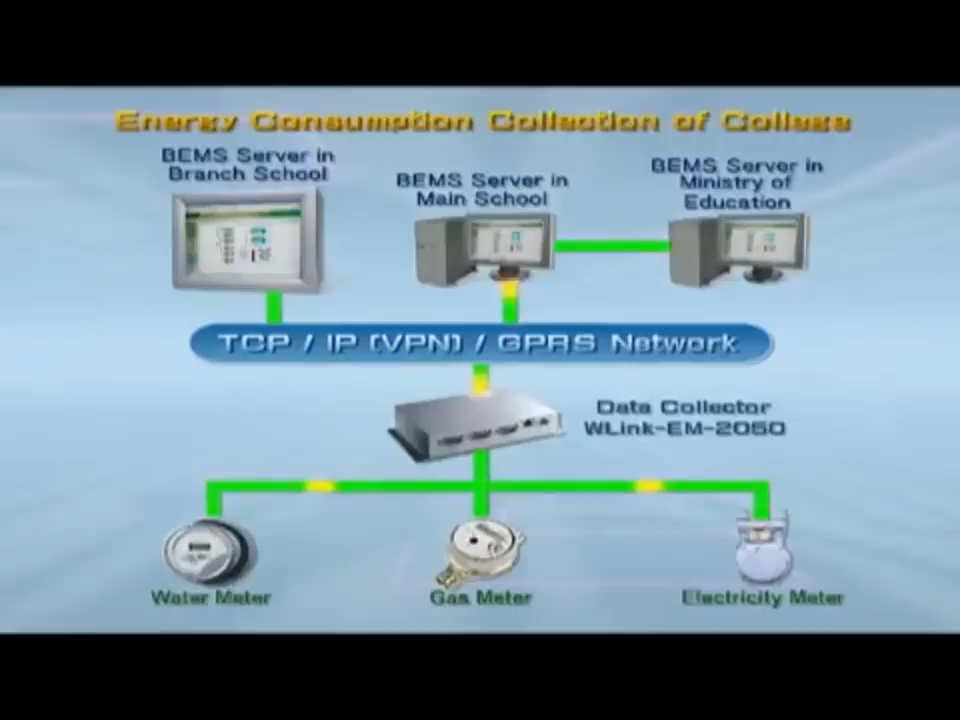 Energy Consumption Collection of College
BEMS Server in
Branch School
BEMS Server in
Main School
BEMS Server in
Ministry of
Education
TCP / IP (VPN) / GPRS Network
Data Collector
WLink-EM-2050
Water Meter
Gas Meter
Electricity Meter